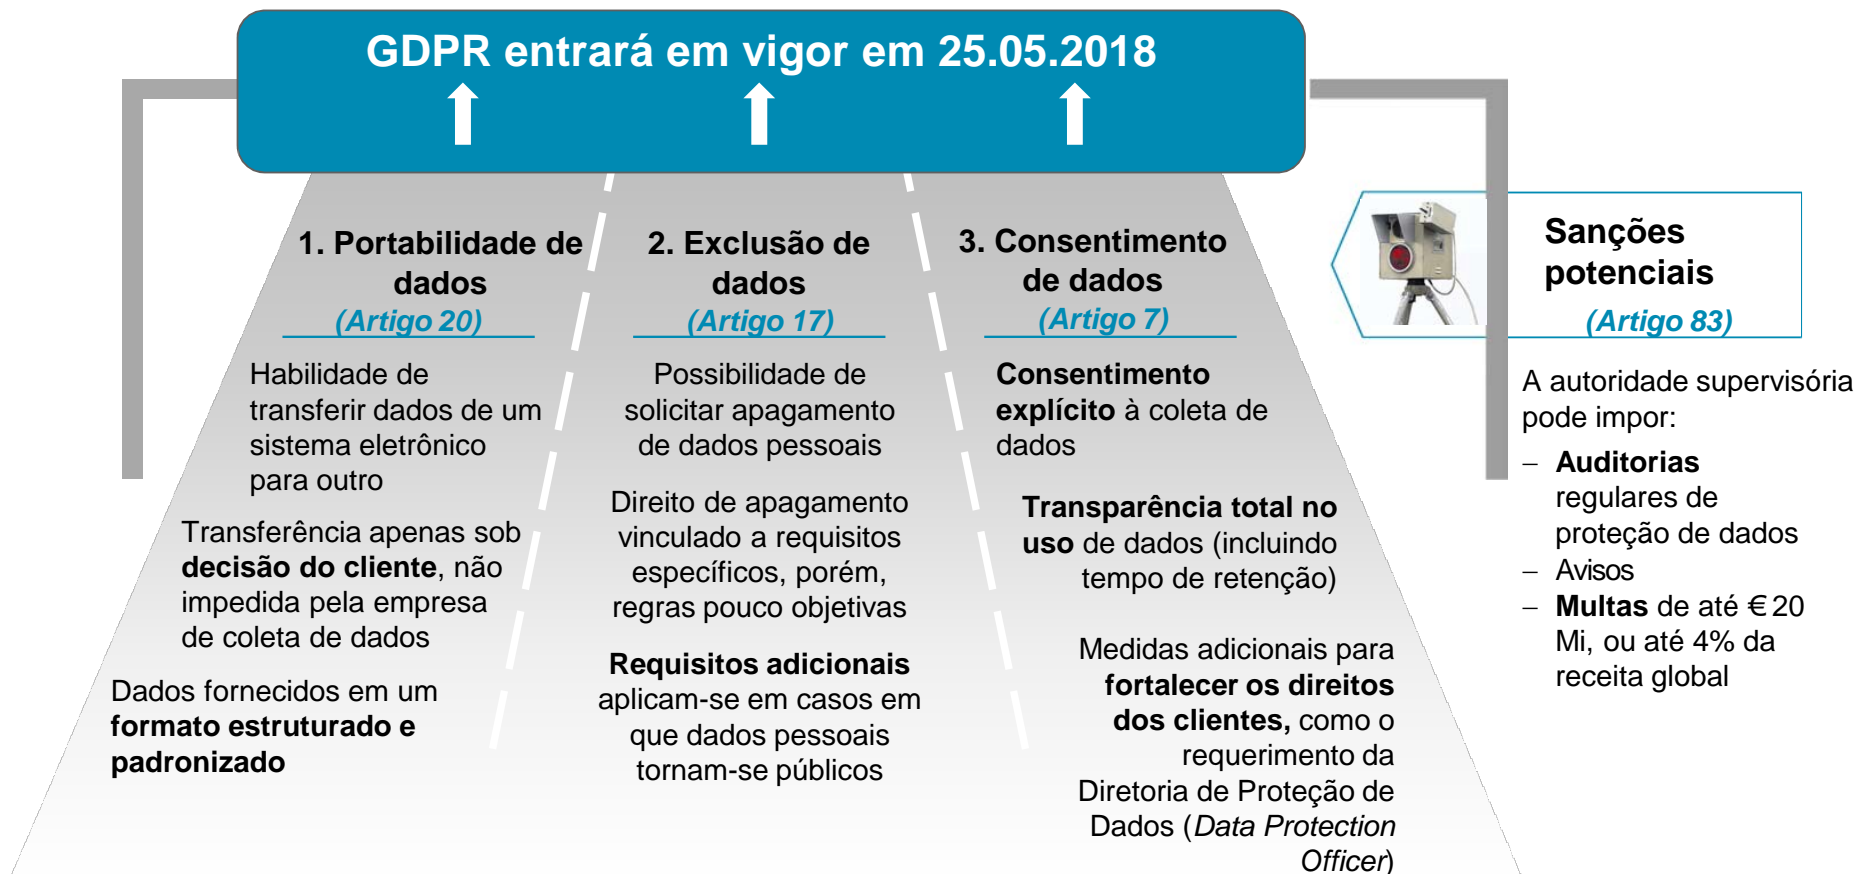 GDPR entrará em vigor em 25.05.2018
1. Portabilidade de
dados
(Artigo 20)
Habilidade de
transferir dados de um
sistema eletrônico
para outro
Transferência apenas sob
decisão do cliente, não
impedida pela empresa
de coleta de dados
Dados fornecidos em um
formato estruturado e
padronizado
2. Exclusão de
dados
(Artigo 17)
Possibilidade de
solicitar apagamento
de dados pessoais
Direito de apagamento
vinculado a requisitos
específicos, porém,
regras pouco objetivas
Requisitos adicionais
aplicam-se em casos em
que dados pessoais
tornam-se públicos
3. Consentimento
de dados
(Artigo 7)
Consentimento
explícito à coleta de
dados
Transparência total no
uso de dados (incluindo
tempo de retenção)
Medidas adicionais para
fortalecer os direitos
dos clientes, como o
requerimento da
Diretoria de Proteção de
Dados (Data Protection
Officer)
Sanções
potenciais
(Artigo 83)
A autoridade supervisória
pode impor:
– Auditorias
regulares de
proteção de dados
– Avisos
– Multas de até €20
Mi, ou até 4% da
receita global